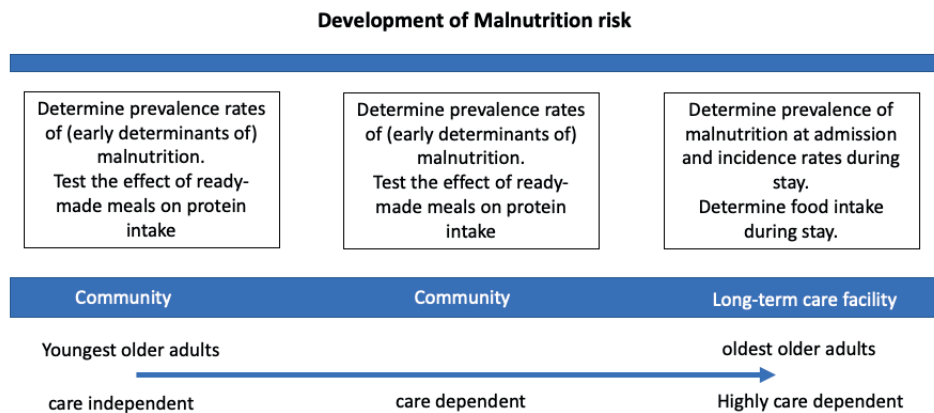 Development of Malnutrition risk
Determine prevalence rates
of (early determinants of)
malnutrition.
Test the effect of ready-
made meals on protein
intake
Determine prevalence rates
of (early determinants of)
malnutrition.
Test the effect of ready-
made meals on protein
intake
Determine prevalence of
malnutrition at admission
and incidence rates during
stay.
Determine food intake
during stay.
Community
Community
Long-term care facility
Youngest older adults
oldest older adults
care independent
care dependent
Highly care dependent